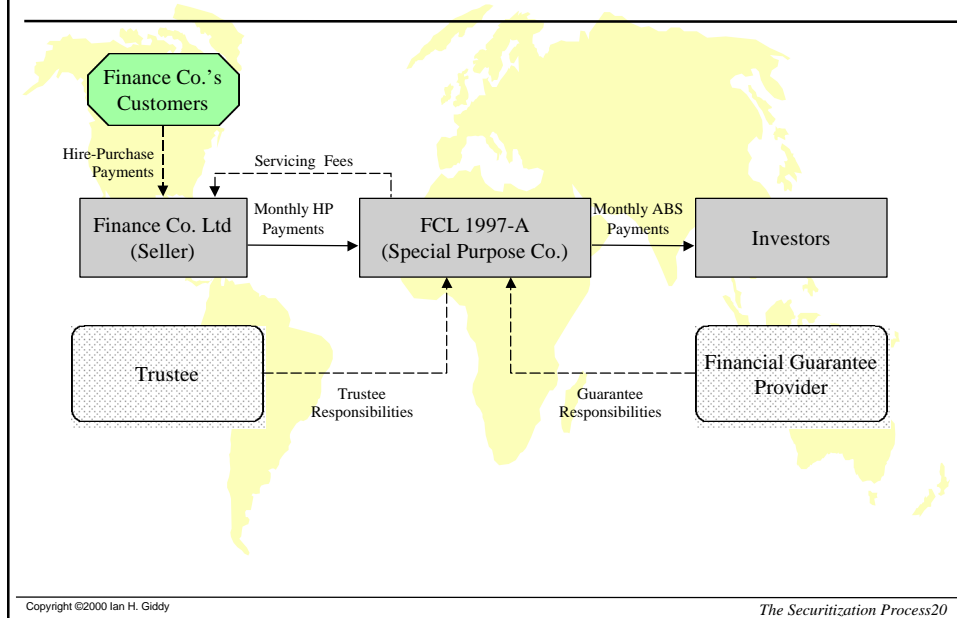 Finance Co.'s
Customers
Hire-Purchase
Payments
Servicing Fees
Finance Co. Ltd
(Seller)
Monthly HP
Payments
FCL 1997-A
(Special Purpose Co.)
Monthly ABS
Payments
Investors
Trustee
Trustee
Responsibilities
Guarantee
Responsibilities
Financial Guarantee
Provider
Copyright ©2000 Ian H. Giddy
The Securitization Process20